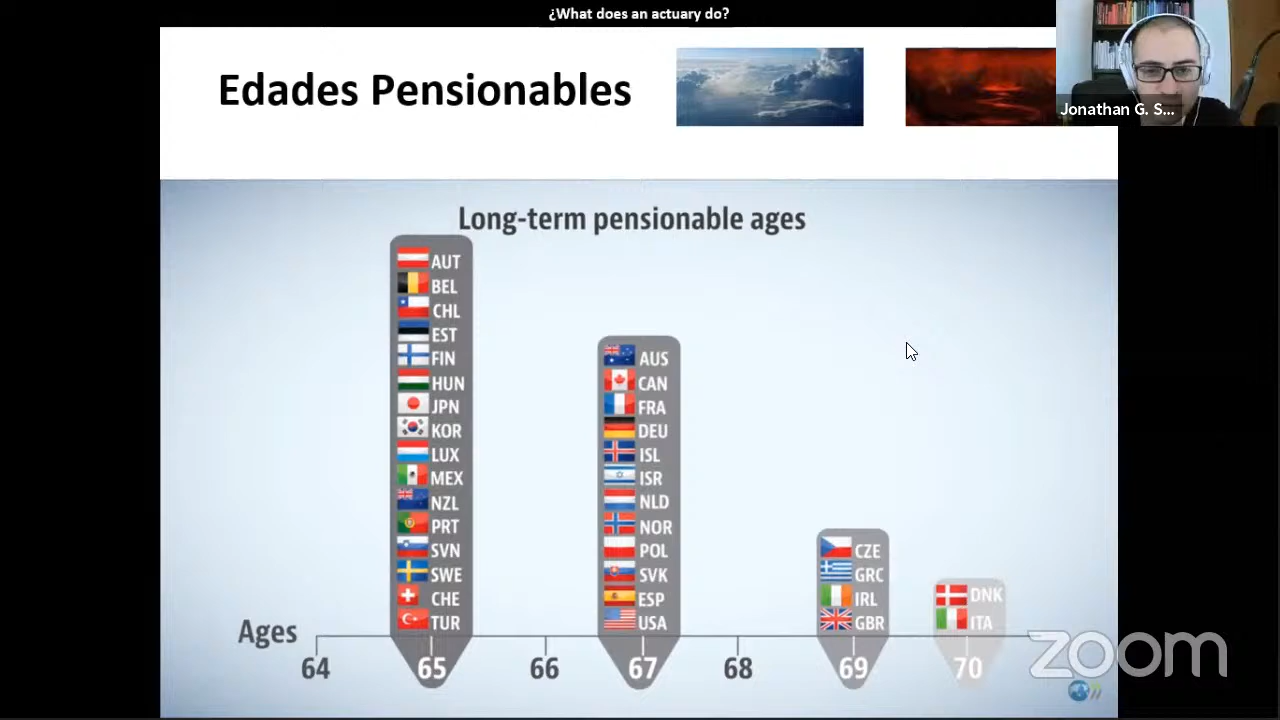 ¿What does an actuary do?
Edades Pensionables
Jonathan G. S...
Long-term pensionable ages
AUT
BEL
CHL
EST
FIN
HUN
JPN
KOR
LUX
MEX
NZL
PRT
SVN
SWE
CHE
TUR
AUS
CAN
FRA
DEU
ISL
ISR
NLD
NOR
POL
SVK
ESP
USA
CZE
GRC
IRL
GBR
DNK
ITA
Ages
64 65 66 67 68 69 70
zoom